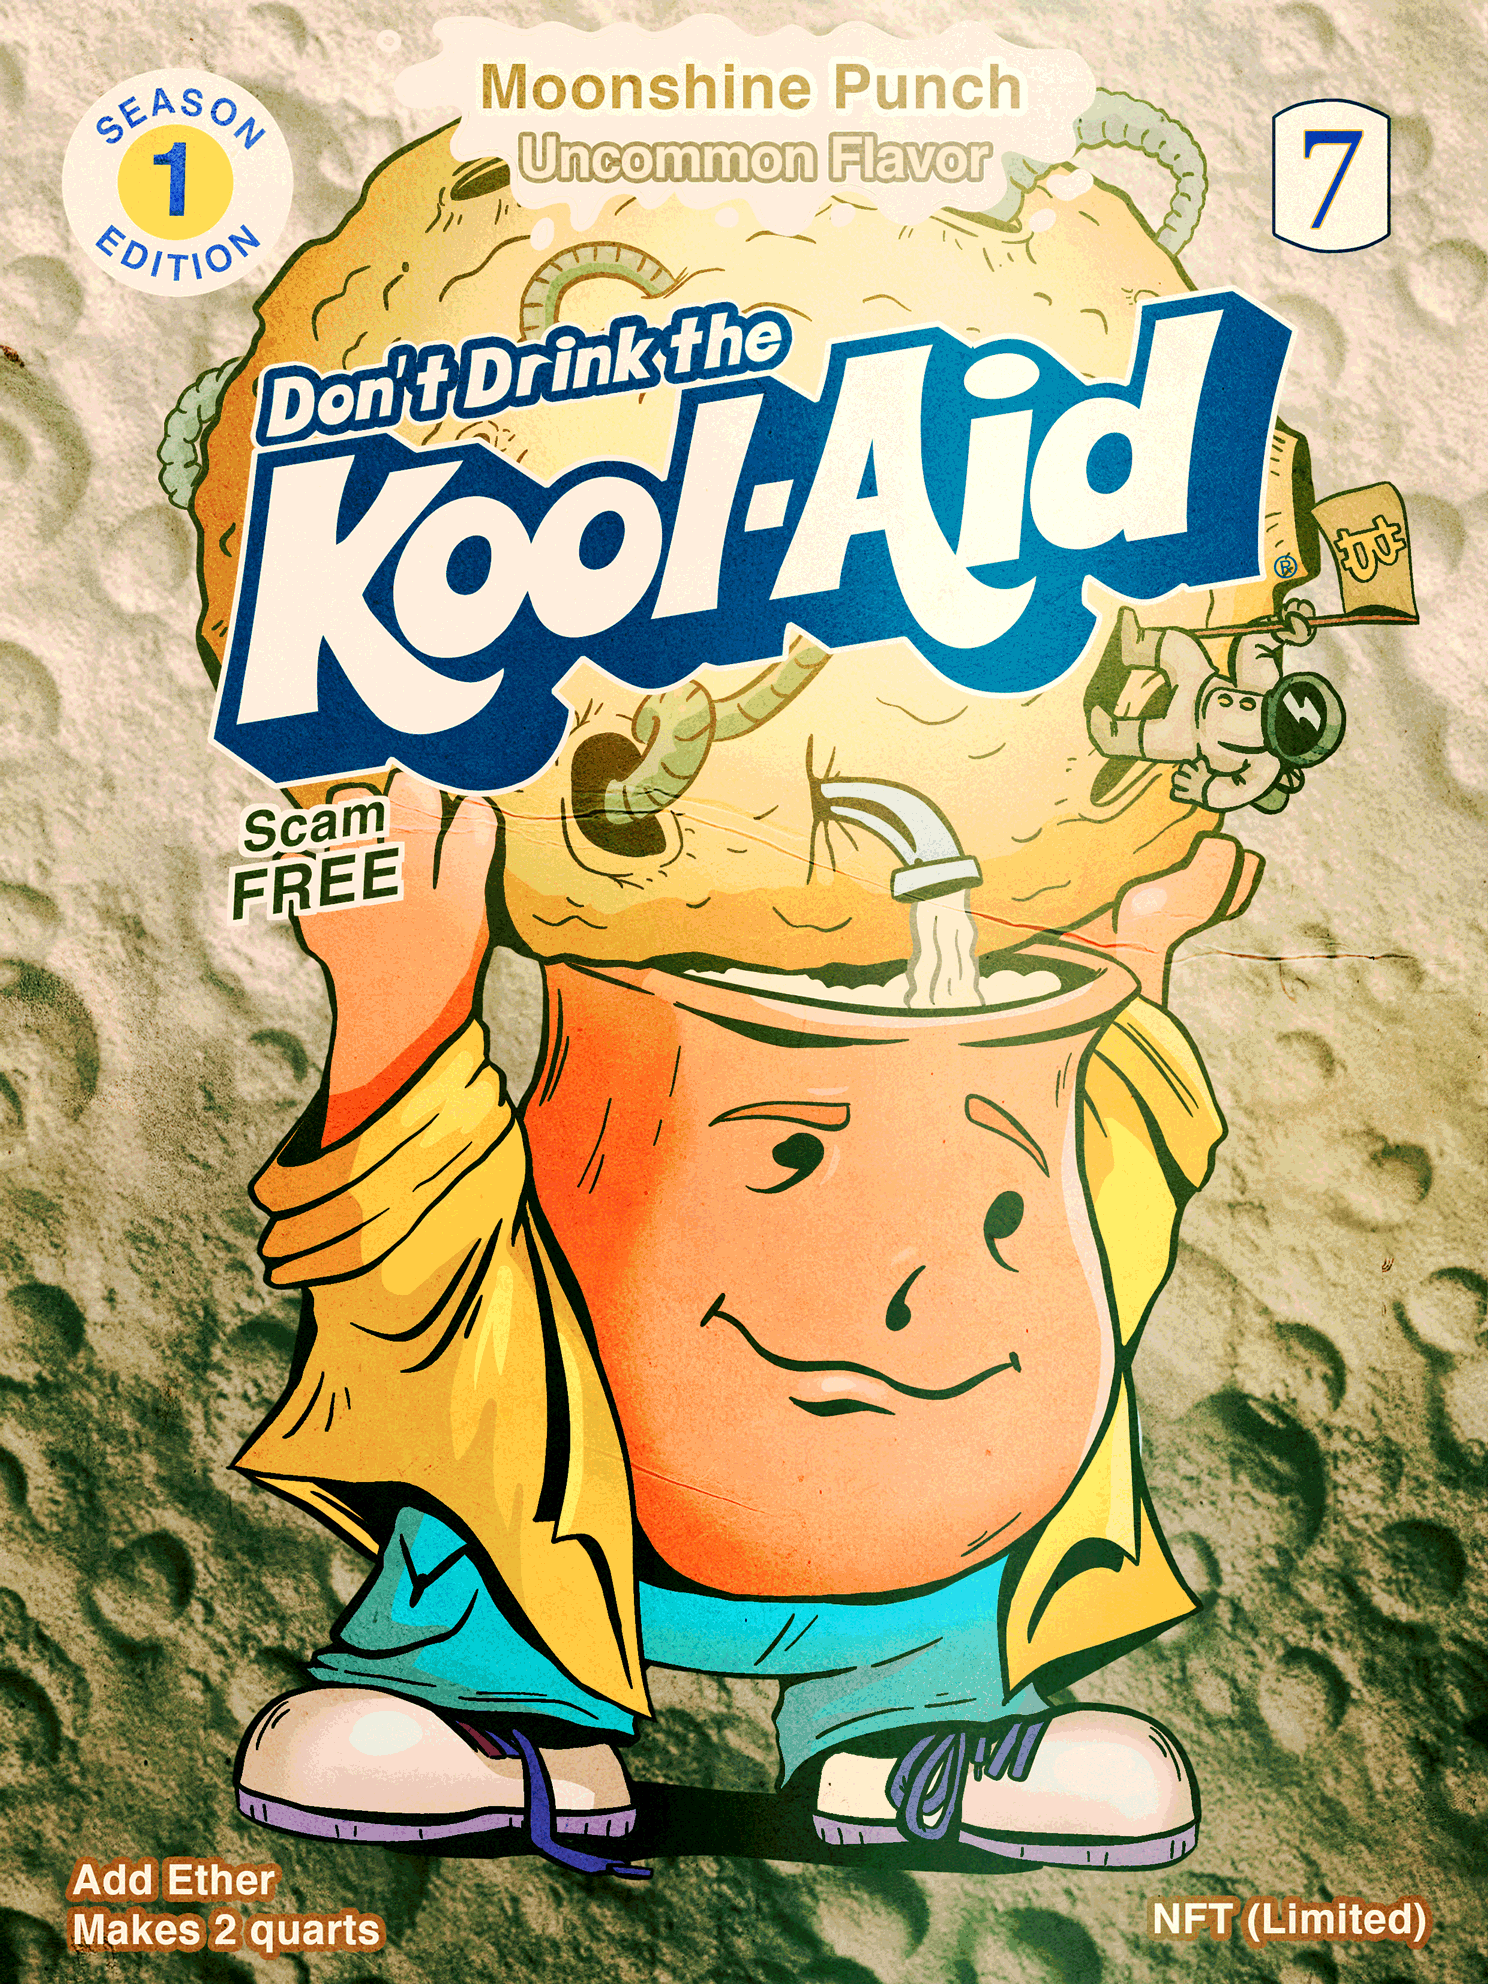 Moonshine Punch
Uncommon Flavor
SEASON
1
EDITION
7
Don't Drink the
Kool-Aid
Scam
FREE
Add Ether
Makes 2 quarts
NFT (Limited)